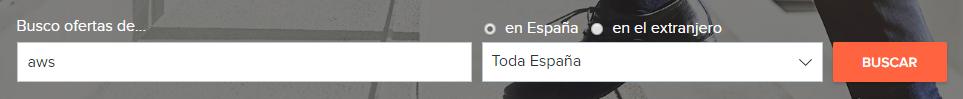 Busco ofertas de...
en España
en el extranjero
aws
Toda España
BUSCAR